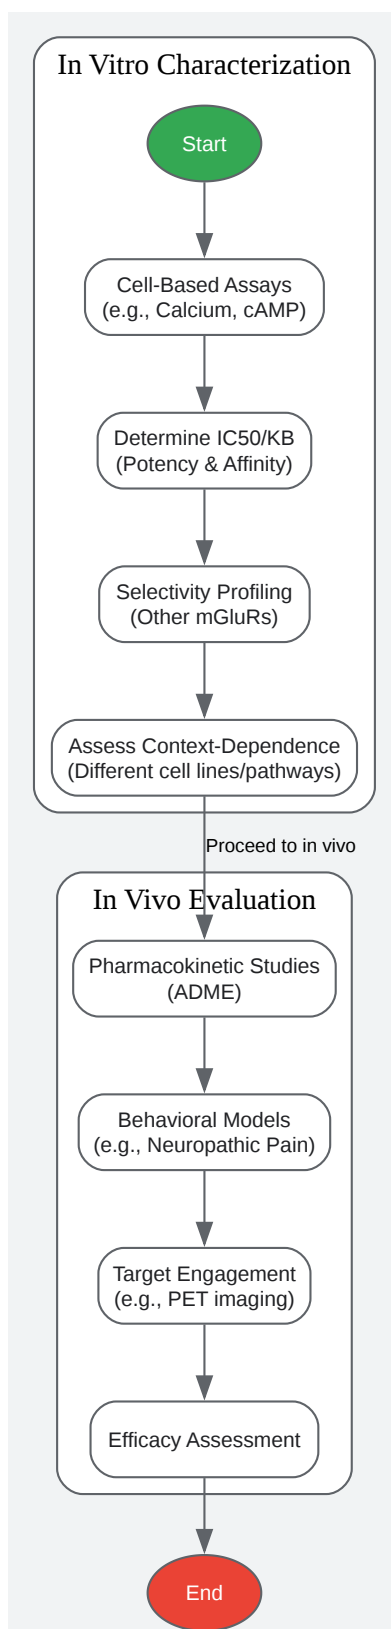 In Vitro Characterization
Start
Cell-Based Assays
(e.g., Calcium, cAMP)
Determine IC50/KB
(Potency & Affinity)
Selectivity Profiling
(Other mGluRs)
Assess Context-Dependence
(Different cell lines/pathways)
Proceed to in vivo
In Vivo Evaluation
Pharmacokinetic Studies
(ADME)
Behavioral Models
(e.g., Neuropathic Pain)
Target Engagement
(e.g., PET imaging)
Efficacy Assessment
End